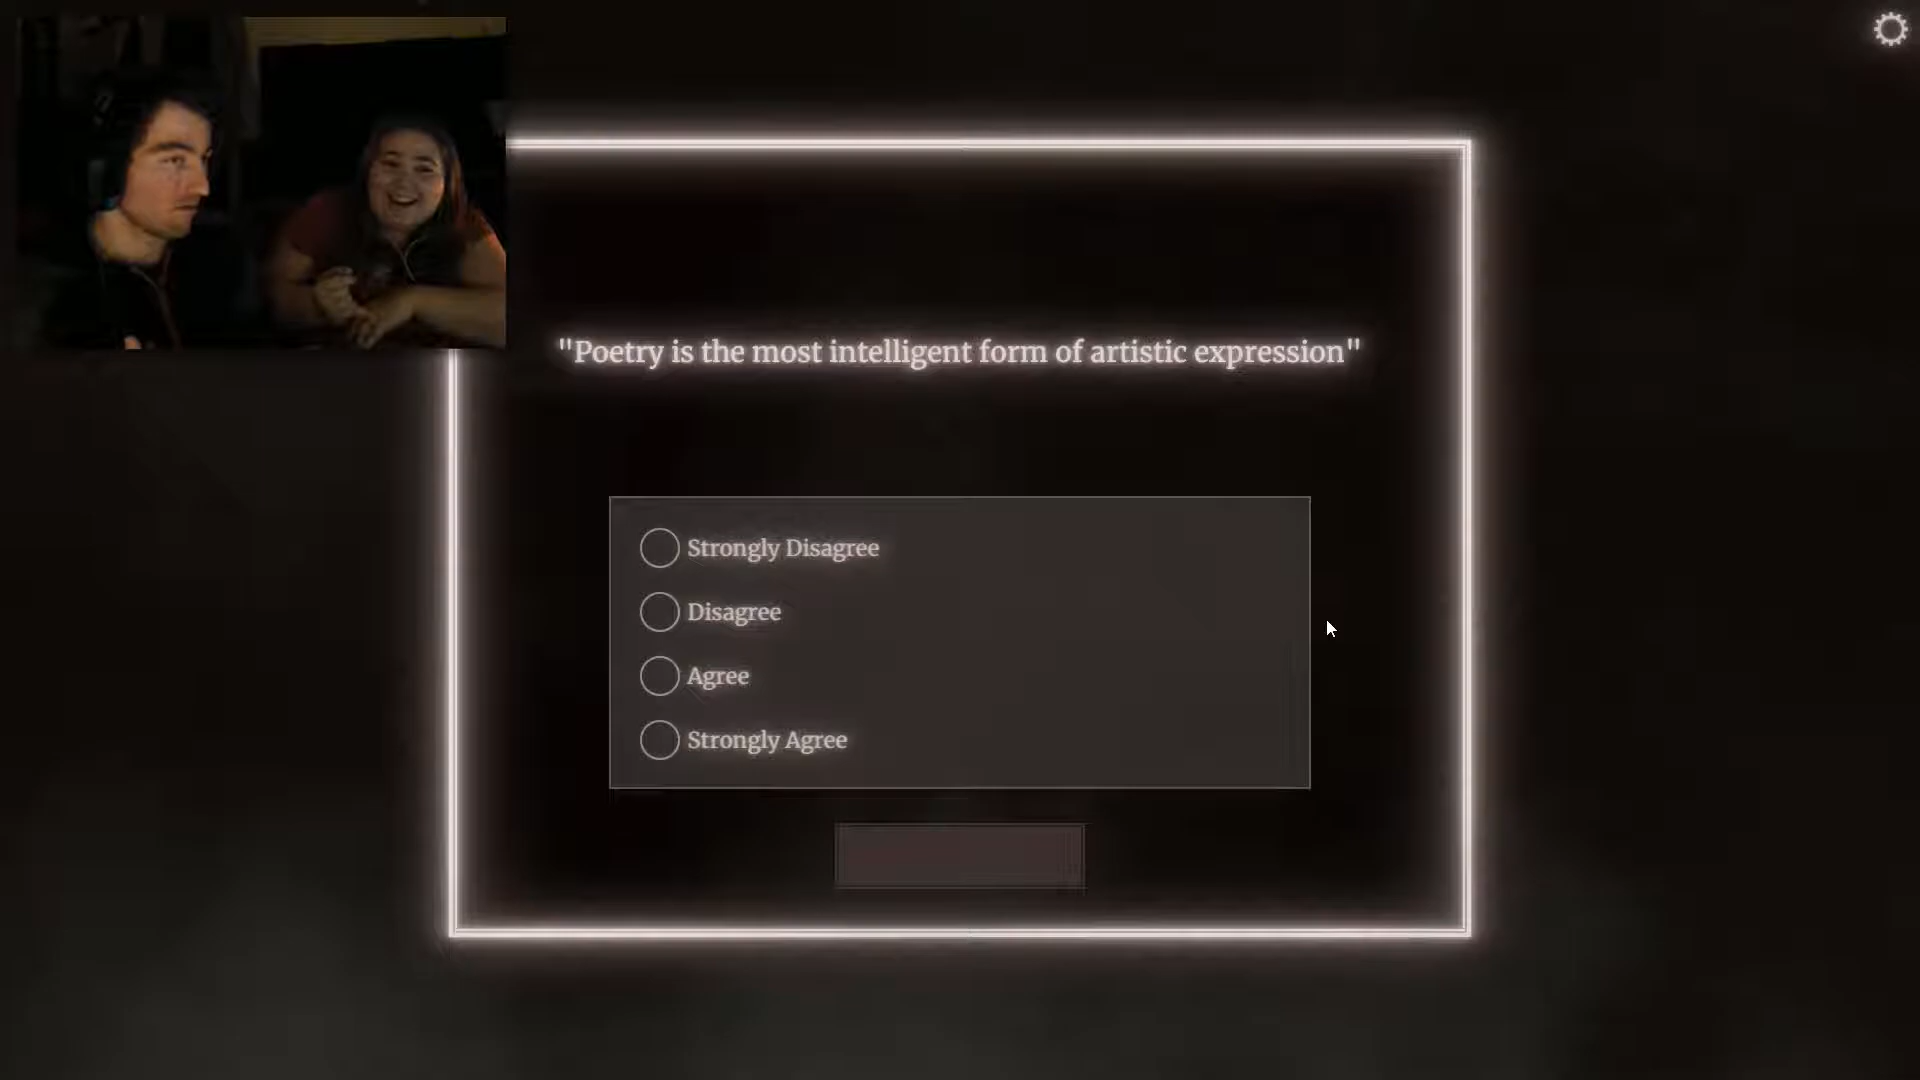 "Poetry is the most intelligent form of artistic expression"
Strongly Disagree
Disagree
Agree
Strongly Agree